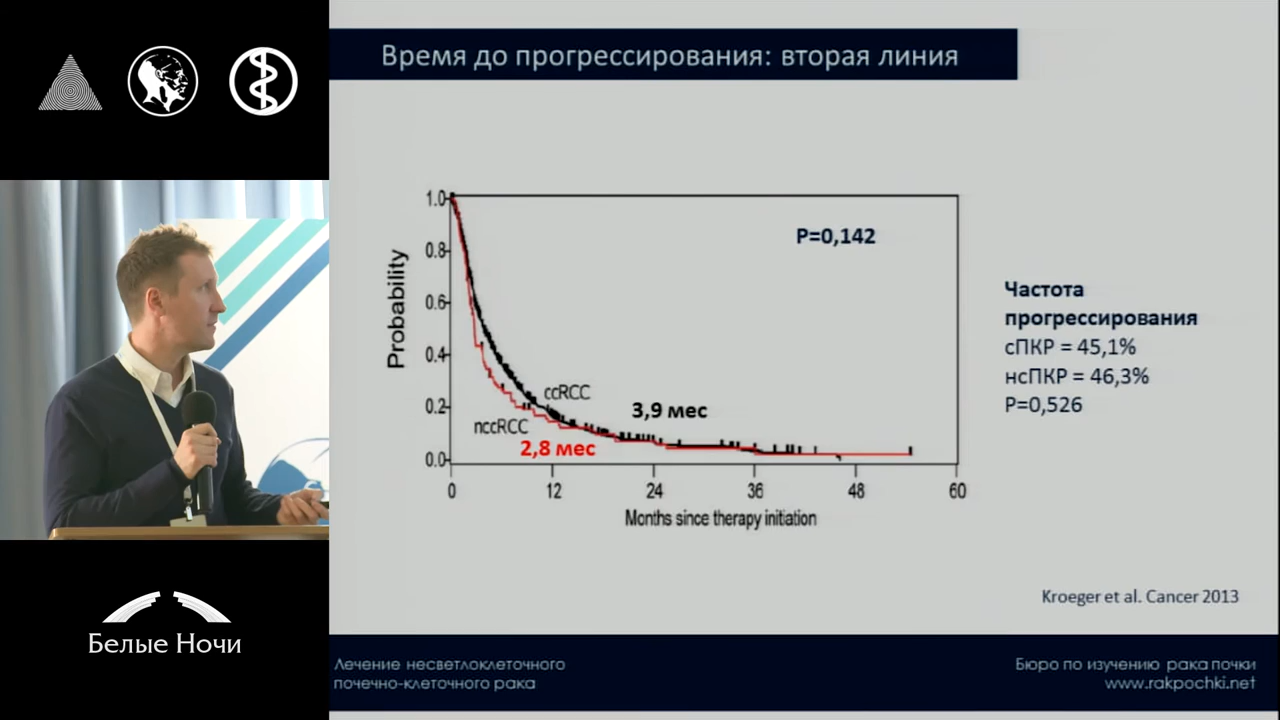 Время до прогрессирования: вторая линия
Probability
1.0
0.8
0.6
0.4
0.2
0.0
P=0,142
ccRCC
3,9 мес
nccRCC
2,8 мес
0 12 24 36 48 60
Months since therapy initiation
Частота
прогрессирования
сПКР = 45,1%
нсПКР = 46,3%
P=0,526
Kroeger et al. Cancer 2013
Белые Ночи
Лечение несветлоклеточного
почечно-клеточного рака
Бюро по изучению рака почки
www.rakpochki.net